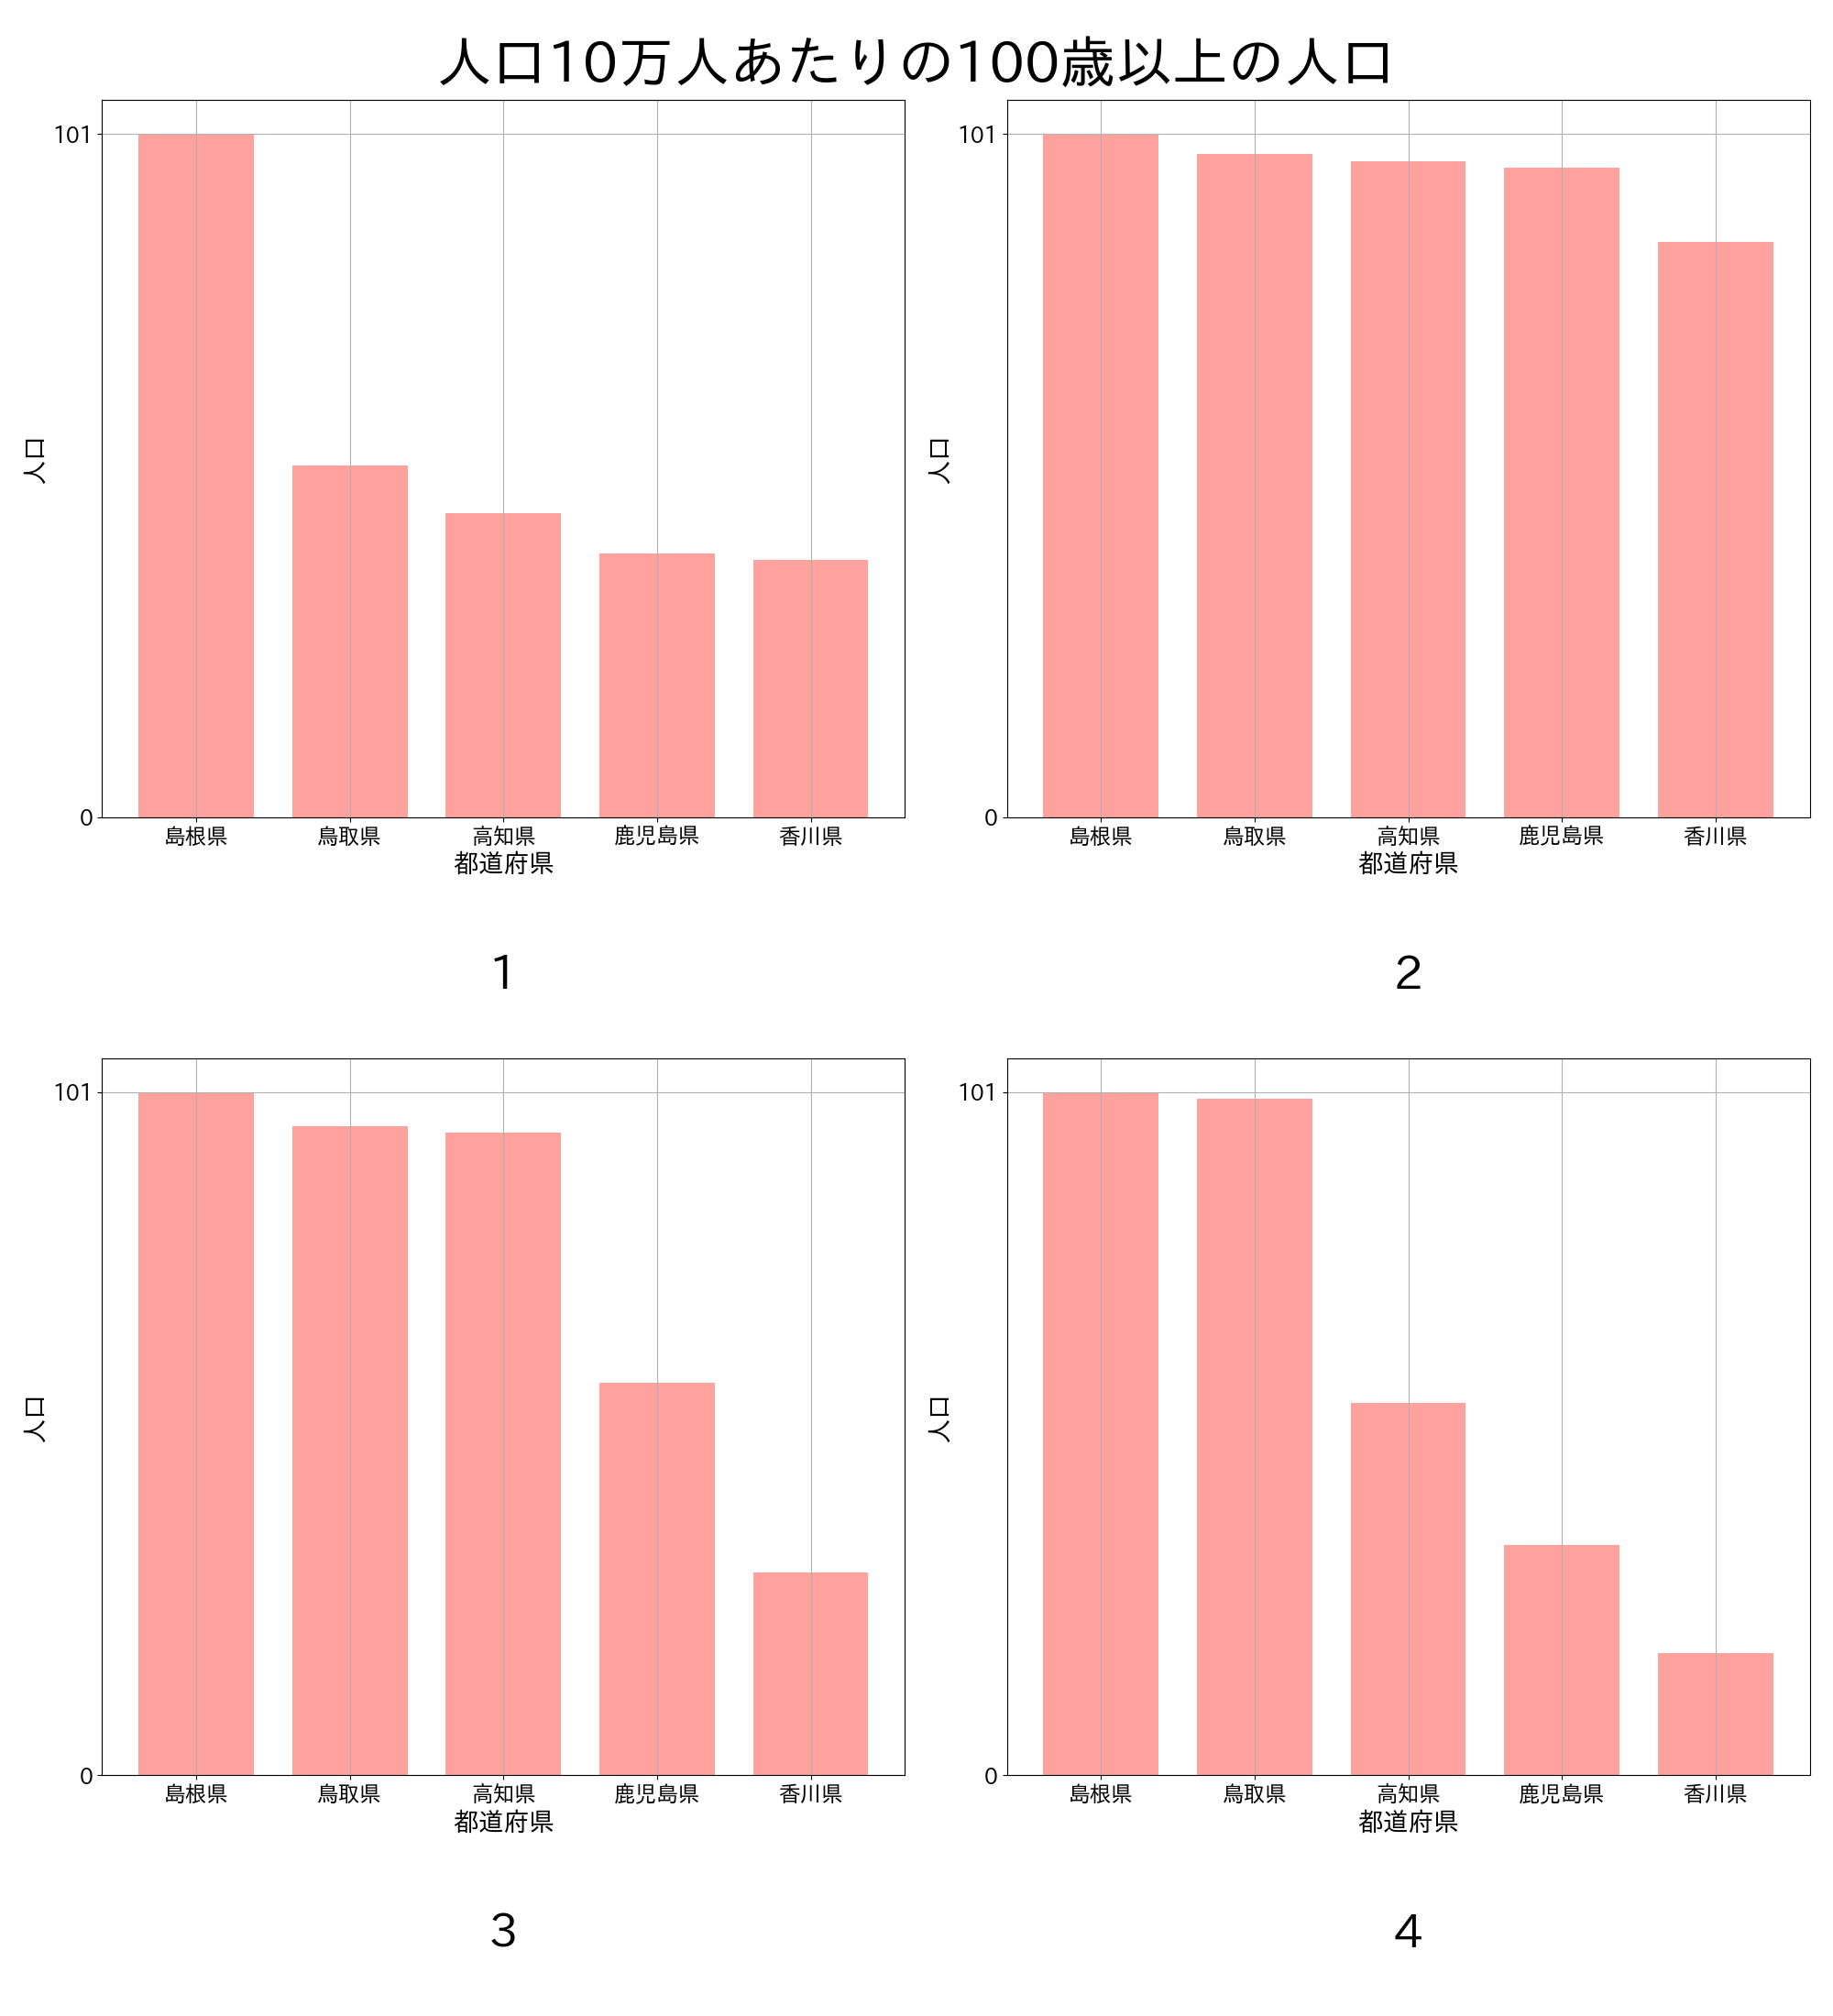 人口10万人あたりの100歳以上の人口
101
0
人口
島根県 鳥取県 高知県 鹿児島県 香川県
都道府県
1
101
0
人口
島根県 鳥取県 高知県 鹿児島県 香川県
都道府県
2
101
0
人口
島根県 鳥取県 高知県 鹿児島県 香川県
都道府県
3
101
0
人口
島根県 鳥取県 高知県 鹿児島県 香川県
都道府県
4